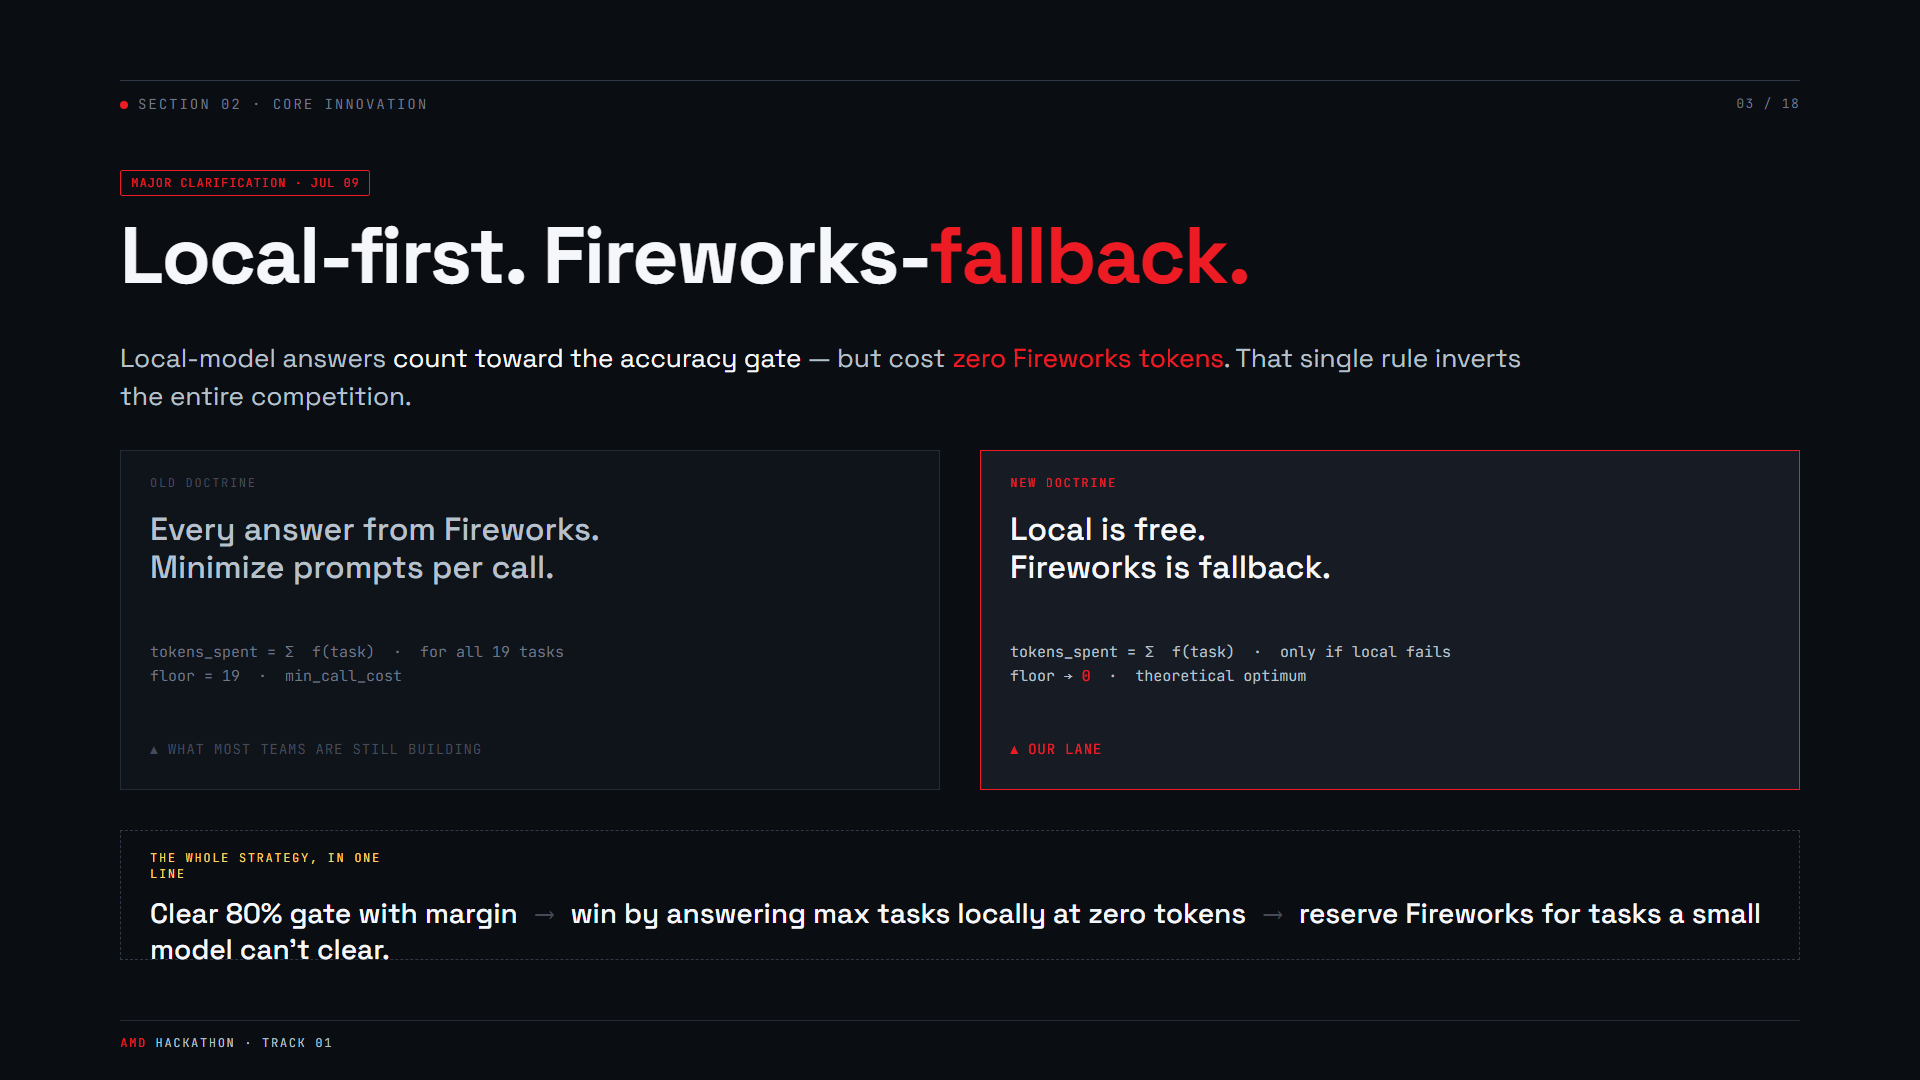 SECTION 02 · CORE INNOVATION
03 / 18
MAJOR CLARIFICATION · JUL 09
Local-first. Fireworks-fallback.
Local-model answers count toward the accuracy gate — but cost zero Fireworks tokens. That single rule inverts
the entire competition.
OLD DOCTRINE
Every answer from Fireworks.
Minimize prompts per call.
tokens_spent = Σ f(task) · for all 19 tasks
floor = 19 · min_call_cost
▲ WHAT MOST TEAMS ARE STILL BUILDING
NEW DOCTRINE
Local is free.
Fireworks is fallback.
tokens_spent = Σ f(task) · only if local fails
floor → 0 · theoretical optimum
▲ OUR LANE
THE WHOLE STRATEGY, IN ONE
LINE
Clear 80% gate with margin → win by answering max tasks locally at zero tokens → reserve Fireworks for tasks a small
model can’t clear.
AMD HACKATHON · TRACK 01